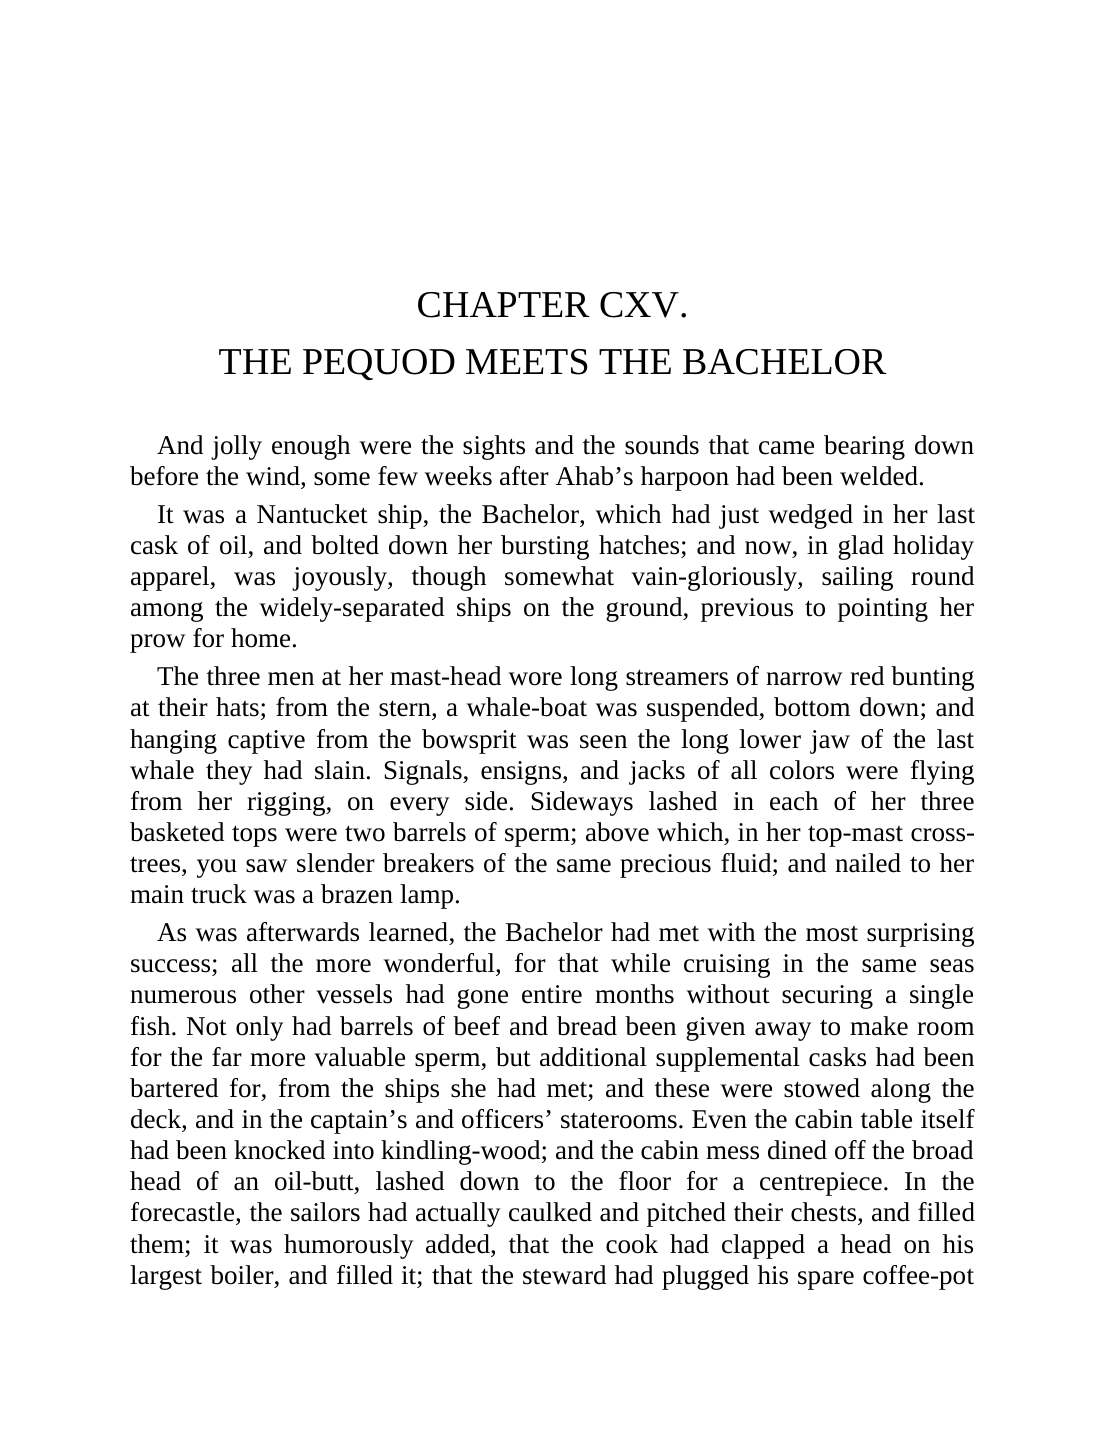 CHAPTER CXV.
THE PEQUOD MEETS THE BACHELOR
And jolly enough were the sights and the sounds that came bearing down
before the wind, some few weeks after Ahab’s harpoon had been welded.
It was a Nantucket ship, the Bachelor, which had just wedged in her last
cask of oil, and bolted down her bursting hatches; and now, in glad holiday
apparel, was joyously, though somewhat vain-gloriously, sailing round
among the widely-separated ships on the ground, previous to pointing her
prow for home.
The three men at her mast-head wore long streamers of narrow red bunting
at their hats; from the stern, a whale-boat was suspended, bottom down; and
hanging captive from the bowsprit was seen the long lower jaw of the last
whale they had slain. Signals, ensigns, and jacks of all colors were flying
from her rigging, on every side. Sideways lashed in each of her three
basketed tops were two barrels of sperm; above which, in her top-mast cross-
trees, you saw slender breakers of the same precious fluid; and nailed to her
main truck was a brazen lamp.
As was afterwards learned, the Bachelor had met with the most surprising
success; all the more wonderful, for that while cruising in the same seas
numerous other vessels had gone entire months without securing a single
fish. Not only had barrels of beef and bread been given away to make room
for the far more valuable sperm, but additional supplemental casks had been
bartered for, from the ships she had met; and these were stowed along the
deck, and in the captain’s and officers’ staterooms. Even the cabin table itself
had been knocked into kindling-wood; and the cabin mess dined off the broad
head of an oil-butt, lashed down to the floor for a centrepiece. In the
forecastle, the sailors had actually caulked and pitched their chests, and filled
them; it was humorously added, that the cook had clapped a head on his
largest boiler, and filled it; that the steward had plugged his spare coffee-pot